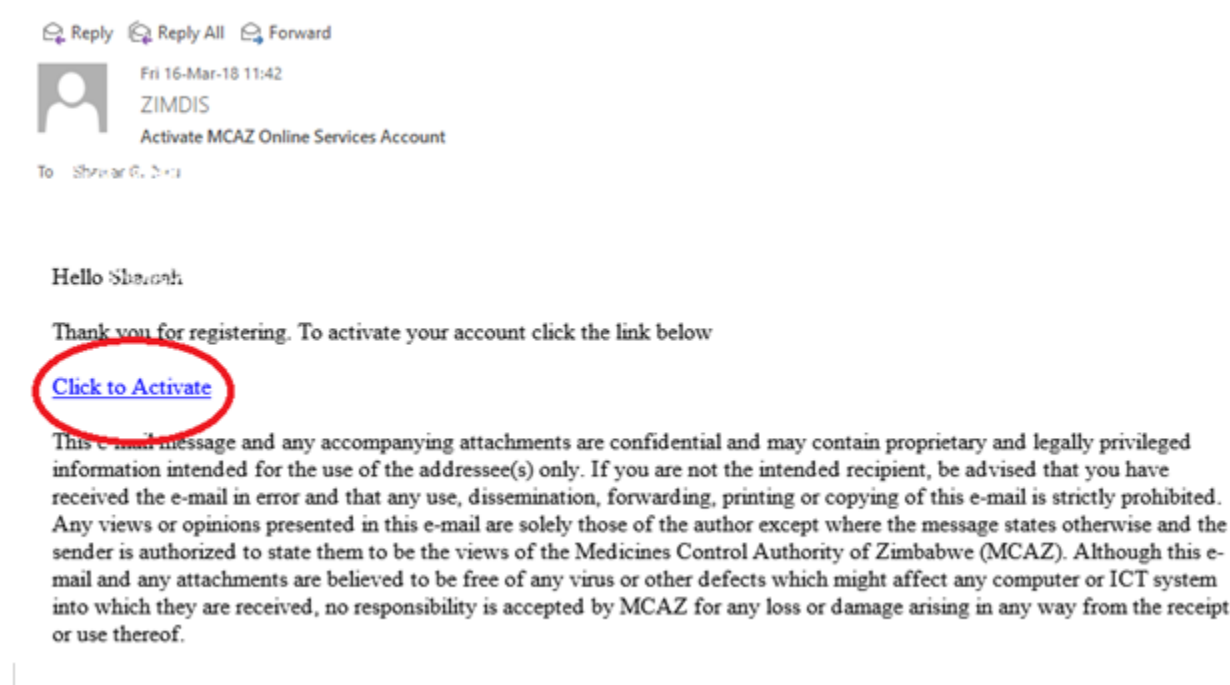 Reply Reply All Forward
Fri 16-Mar-18 11:42
ZIMDIS
Activate MCAZ Online Services Account
To
Hello
Thank you for registering. To activate your account click the link below
Click to Activate
This e-mail message and any accompanying attachments are confidential and may contain proprietary and legally privileged
information intended for the use of the addressee(s) only. If you are not the intended recipient, be advised that you have
received the e-mail in error and that any use, dissemination, forwarding, printing or copying of this e-mail is strictly prohibited.
Any views or opinions presented in this e-mail are solely those of the author except where the message states otherwise and the
sender is authorized to state them to be the views of the Medicines Control Authority of Zimbabwe (MCAZ). Although this e-
mail and any attachments are believed to be free of any virus or other defects which might affect any computer or ICT system
into which they are received, no responsibility is accepted by MCAZ for any loss or damage arising in any way from the receipt
or use thereof.